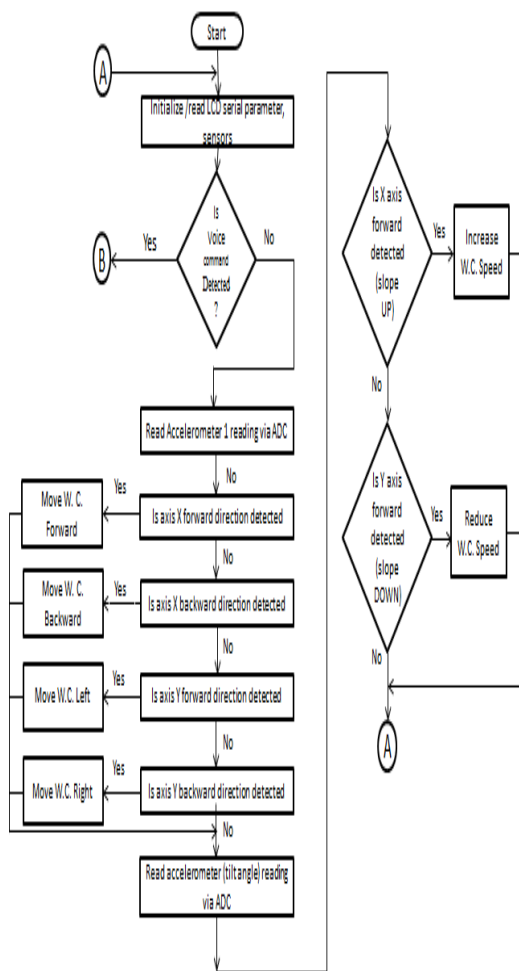 Start
A
Initialize /read LCD serial parameter,
sensors
Is
Voice
command
Detected
?
Yes
No
B
Read Accelerometer 1 reading via ADC
No
Is axis X forward direction detected
Yes
Move W. C.
Forward
No
Is axis X backward direction detected
Yes
Move W. C.
Backward
No
Is axis Y forward direction detected
Yes
Move W.C. Left
No
Is axis Y backward direction detected
Yes
Move W.C. Right
No
Read accelerometer (tilt angle) reading
via ADC
Is X axis
forward
detected
(slope
UP)
Yes
Increase
W.C. Speed
No
Is Y axis
forward
detected
(slope
DOWN)
Yes
Reduce
W.C. Speed
No
A